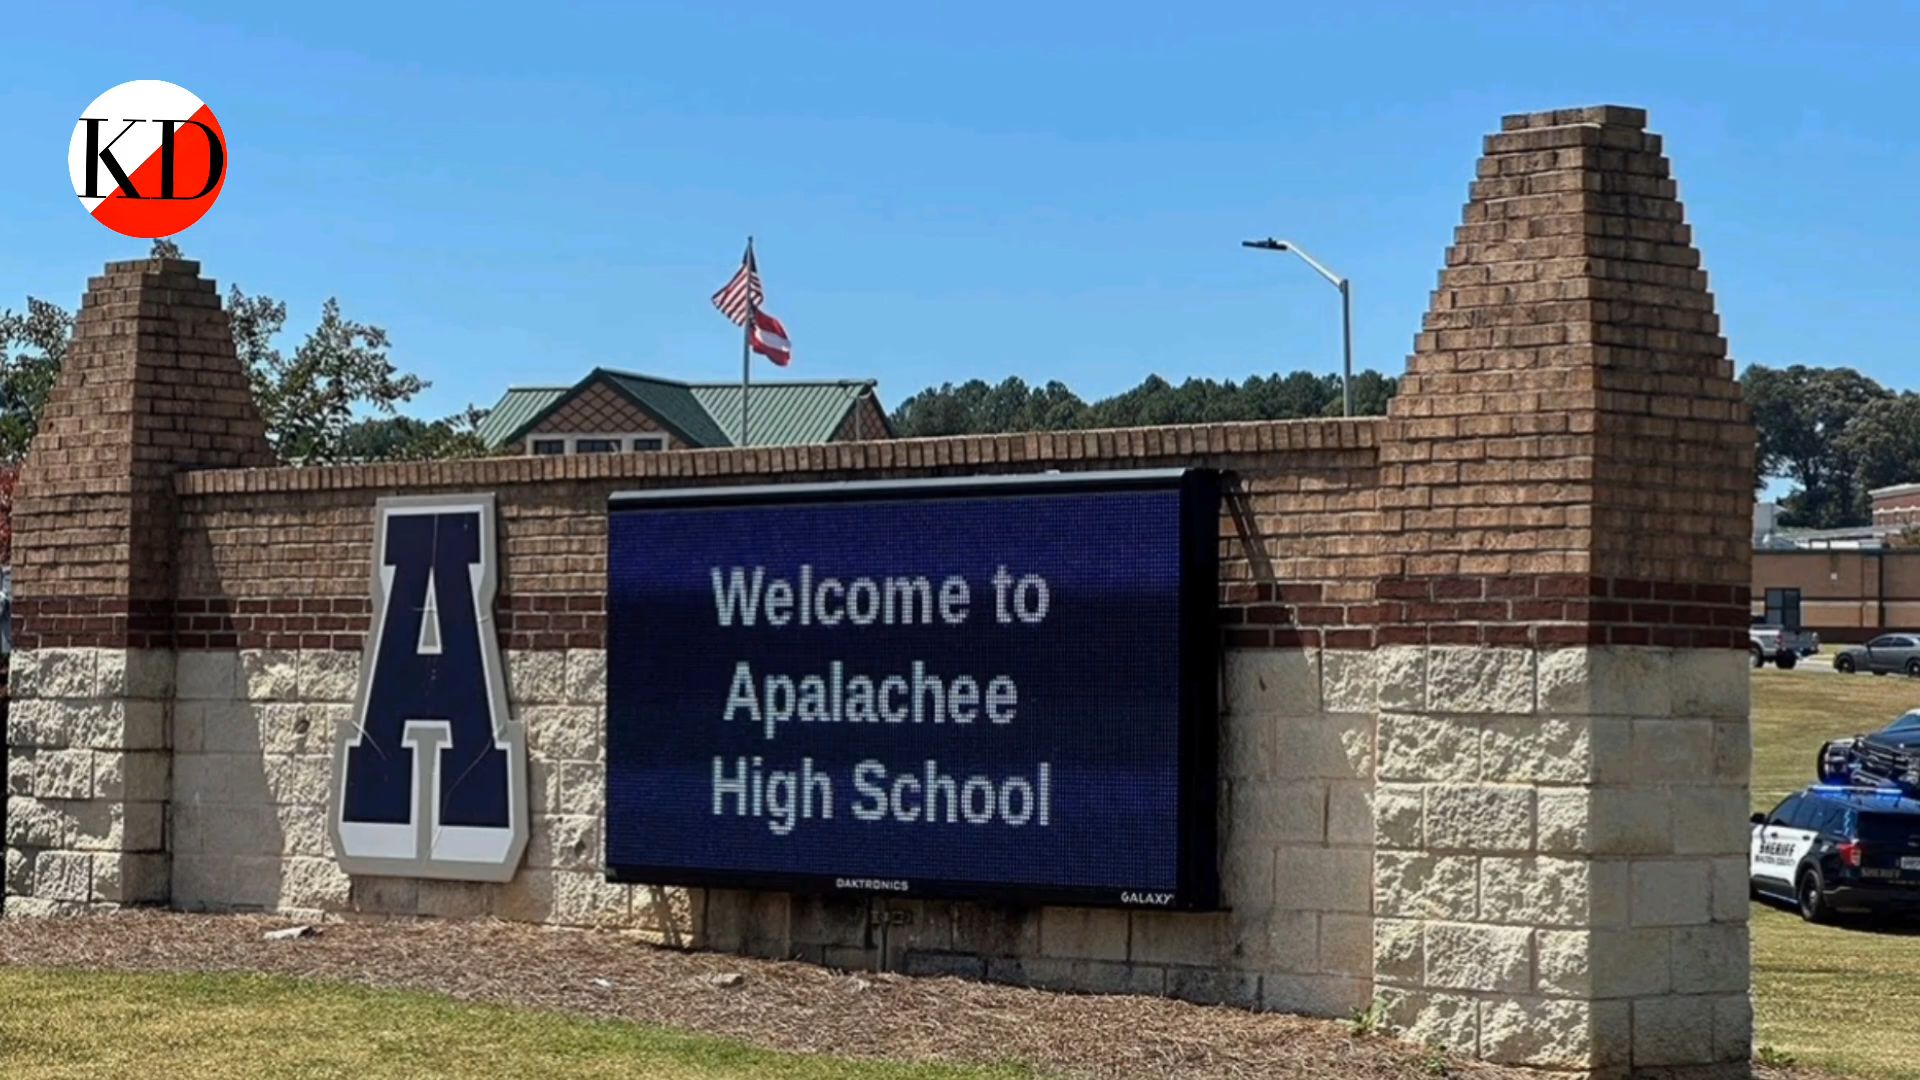 KD
A
Welcome to
Apalachee
High School
DAKTRONICS
GALAXY
SHERIFF